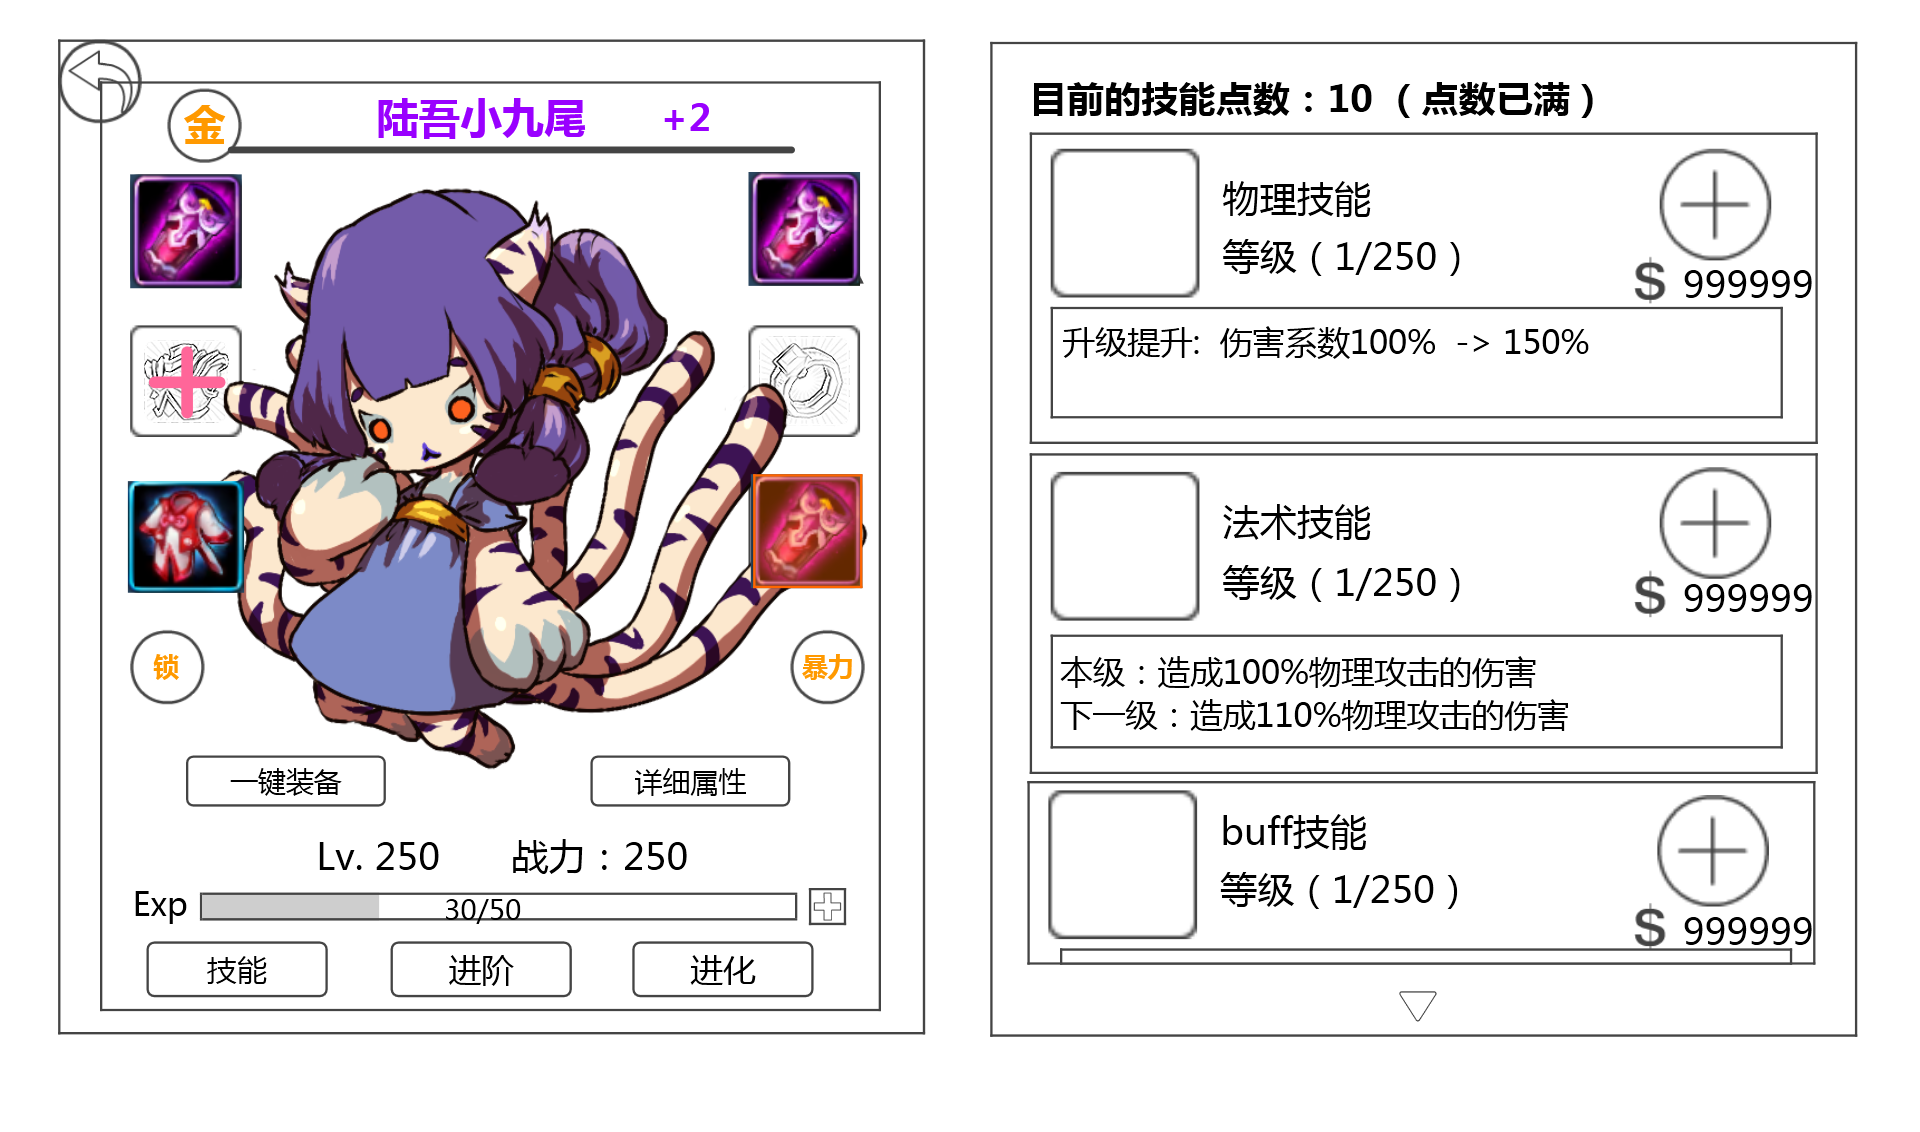 金
陆吾小九尾 +2
锁
暴力
一键装备
详细属性
Lv. 250 战力：250
Exp 30/50
技能
进阶
进化
目前的技能点数：10 （点数已满）
物理技能
等级（1/250）
$ 999999
升级提升: 伤害系数100% -> 150%
法术技能
等级（1/250）
$ 999999
本级：造成100%物理攻击的伤害
下一级：造成110%物理攻击的伤害
buff技能
等级（1/250）
$ 999999